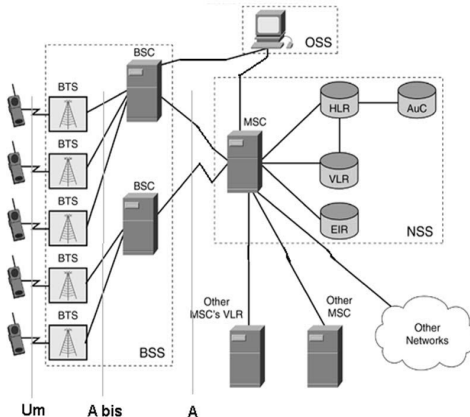 OSS
BSC
BTS
MSC
HLR
AuC
BTS
VLR
BSC
BTS
EIR
NSS
BTS
Other
MSC's VLR
Other
MSC
BTS
Other
Networks
BSS
Um
A bis
A